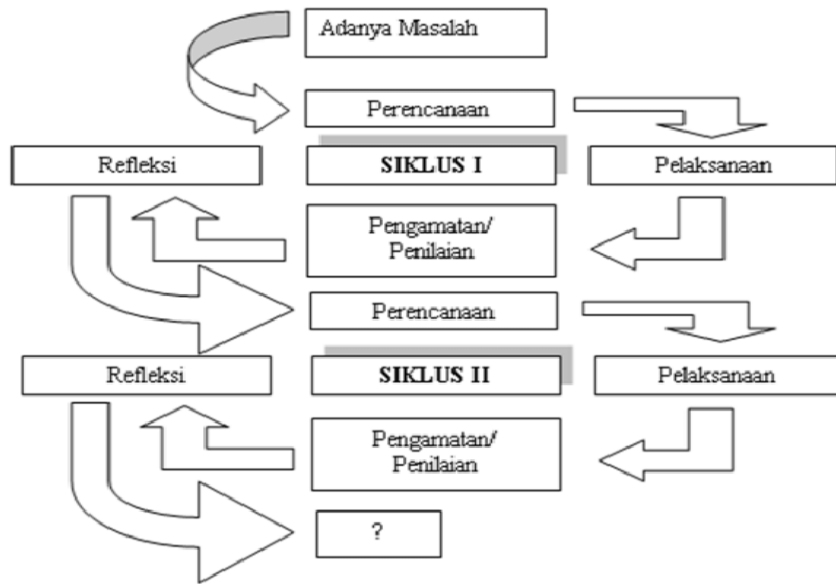 Adanya Masalah
Perencanaan
Refleksi
SIKLUS I
Pelaksanaan
Pengamatan/
Penilaian
Perencanaan
Refleksi
SIKLUS II
Pelaksanaan
Pengamatan/
Penilaian
?